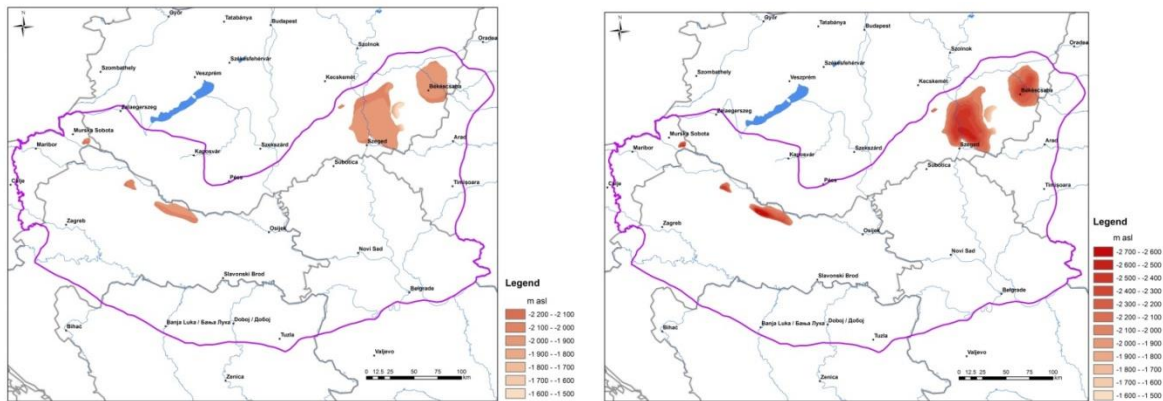 N
Győr
Tatabánya
Budapest
Oradea
Szolnok
Székesfehérvár
Szombathely
Veszprém
Kecskemét
Békéscsaba
Zalaegerszeg
Murska Sobota
Maribor
Szekszárd
Kaposvár
Szeged
Arad
Subotica
Celje
Pécs
Timișoara
Zagreb
Osijek
Novi Sad
Slavonski Brod
Belgrade
Bihać
Banja Luka / Бања Лука
Doboj / Добој
Tuzla
Valjevo
Zenica
0 12.5 25 50 75 100
km
Legend
m asl
-2 200 - -2 100
-2 100 - -2 000
-2 000 - -1 900
-1 900 - -1 800
-1 800 - -1 700
-1 700 - -1 600
-1 600 - -1 500
N
Győr
Tatabánya
Budapest
Oradea
Szolnok
Székesfehérvár
Szombathely
Veszprém
Kecskemét
Békéscsaba
Zalaegerszeg
Murska Sobota
Maribor
Szekszárd
Kaposvár
Szeged
Arad
Subotica
Celje
Pécs
Timișoara
Zagreb
Osijek
Novi Sad
Slavonski Brod
Belgrade
Bihać
Banja Luka / Бања Лука
Doboj / Добој
Tuzla
Valjevo
Zenica
0 12.5 25 50 75 100
km
Legend
m asl
-2 700 - -2 600
-2 600 - -2 500
-2 500 - -2 400
-2 400 - -2 300
-2 300 - -2 200
-2 200 - -2 100
-2 100 - -2 000
-2 000 - -1 900
-1 900 - -1 800
-1 800 - -1 700
-1 700 - -1 600
-1 600 - -1 500